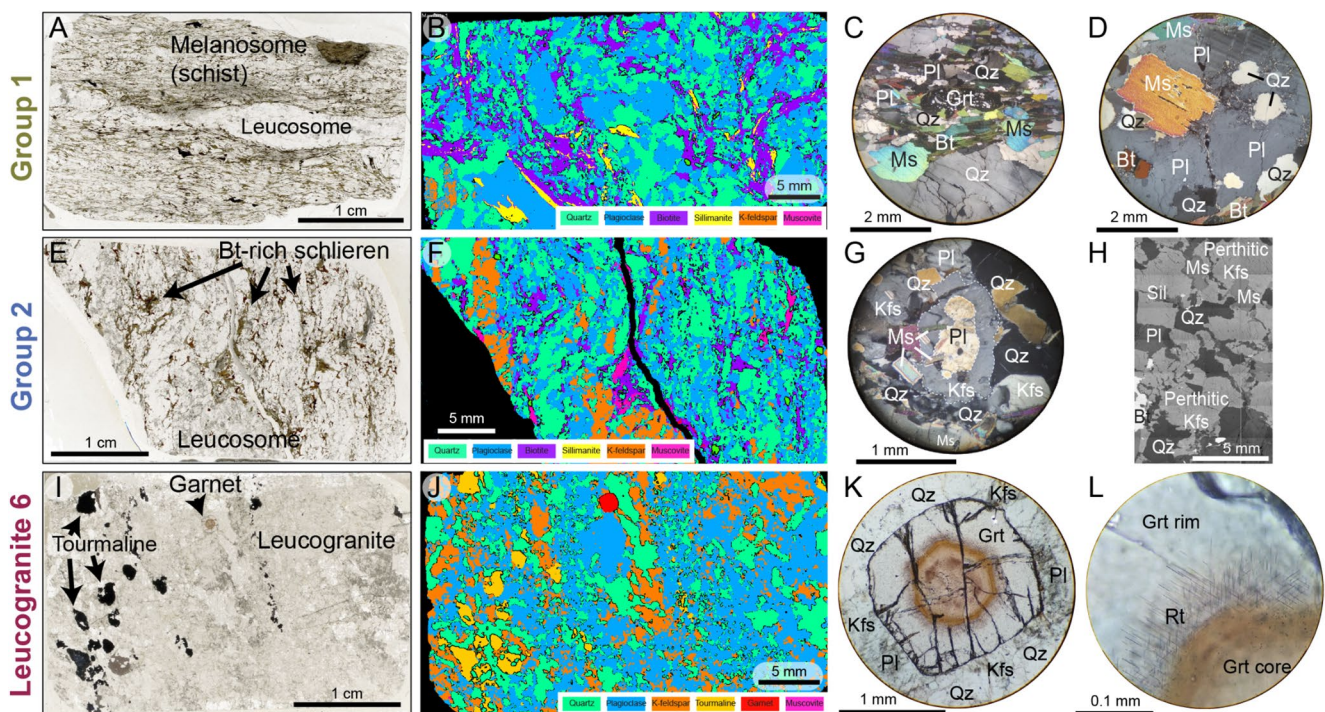 Group 1
A
Melanosome
(schist)
Leucosome
1 cm
B
5 mm
Quartz Plagioclase Biotite Sillimanite K-feldspar Muscovite
C
Pl
Qz
Pl
Grt
Qz
Ms
Bt
Ms
Qz
2 mm
D
Ms
Pl
Qz
Ms
Qz
Bt
Pl
Pl
Qz
Qz
Bt
2 mm
Group 2
E
Bt-rich schlieren
Leucosome
1 cm
F
5 mm
Quartz Plagioclase Biotite Sillimanite K-feldspar Muscovite
G
Pl
Qz
Qz
Kfs
Ms
Pl
Qz
Kfs
Kfs
Qz
Qz
Ms
1 mm
H
Perthitic
Ms
Kfs
Sil
Ms
Qz
Pl
Perthitic
Kfs
B
Qz
5 mm
Leucogranite 6
I
Garnet
Tourmaline
Leucogranite
1 cm
J
5 mm
Quartz Plagioclase K-feldspar Tourmaline Garnet Muscovite
K
Qz
Kfs
Grt
Qz
Pl
Kfs
Qz
Pl
Kfs
Qz
1 mm
L
Grt rim
Rt
Grt core
0.1 mm